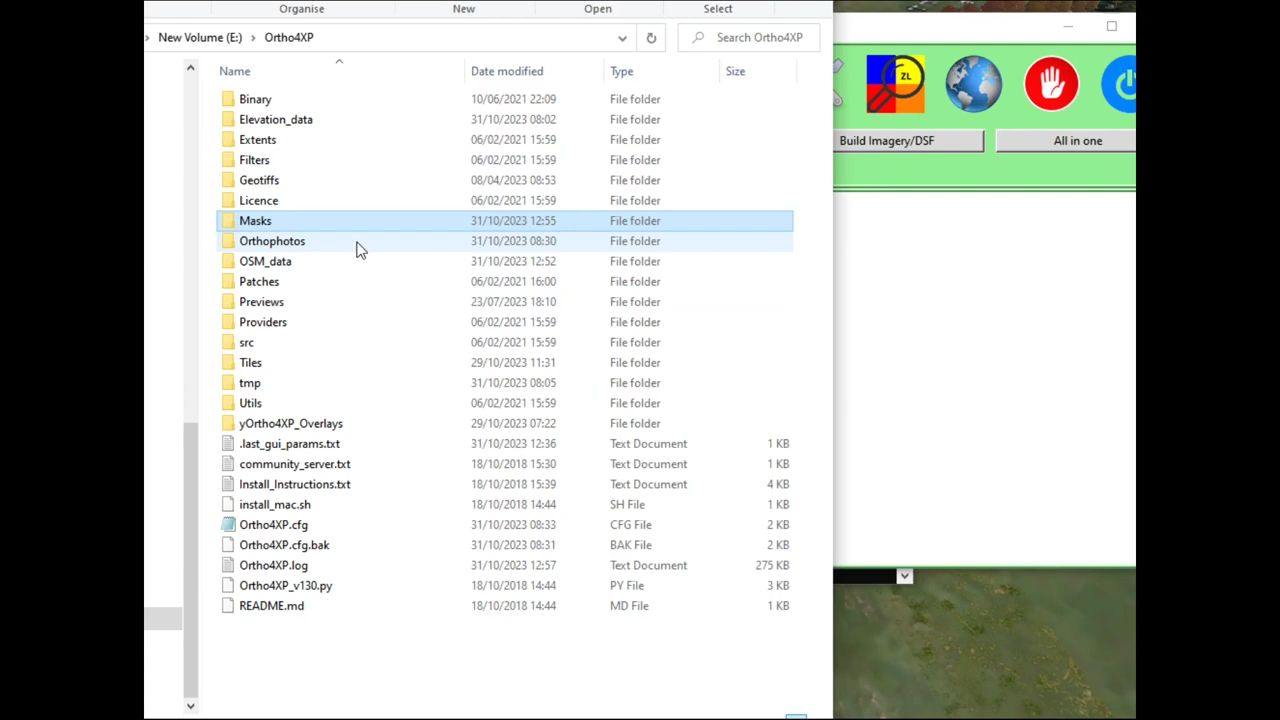 Organise New Open Select
New Volume (E:) Ortho4XP Search Ortho4XP
Name Date modified Type Size
Binary 10/06/2021 22:09 File folder
Elevation_data 31/10/2023 08:02 File folder
Extents 06/02/2021 15:59 File folder
Filters 06/02/2021 15:59 File folder
Geotiffs 08/04/2023 08:53 File folder
Licence 06/02/2021 15:59 File folder
Masks 31/10/2023 12:55 File folder
Orthophotos 31/10/2023 08:30 File folder
OSM_data 31/10/2023 12:52 File folder
Patches 06/02/2021 16:00 File folder
Previews 23/07/2023 18:10 File folder
Providers 06/02/2021 15:59 File folder
src 06/02/2021 15:59 File folder
Tiles 29/10/2023 11:31 File folder
tmp 31/10/2023 08:05 File folder
Utils 06/02/2021 15:59 File folder
yOrtho4XP_Overlays 29/10/2023 07:22 File folder
.last_gui_params.txt 31/10/2023 12:36 Text Document 1 KB
community_server.txt 18/10/2018 15:30 Text Document 1 KB
Install_Instructions.txt 18/10/2018 15:39 Text Document 4 KB
install_mac.sh 18/10/2018 14:44 SH File 1 KB
Ortho4XP.cfg 31/10/2023 08:33 CFG File 2 KB
Ortho4XP.cfg.bak 31/10/2023 08:31 BAK File 2 KB
Ortho4XP.log 31/10/2023 12:57 Text Document 275 KB
Ortho4XP_v130.py 18/10/2018 14:44 PY File 3 KB
README.md 18/10/2018 14:44 MD File 1 KB
ZL
Build Imagery/DSF All in one